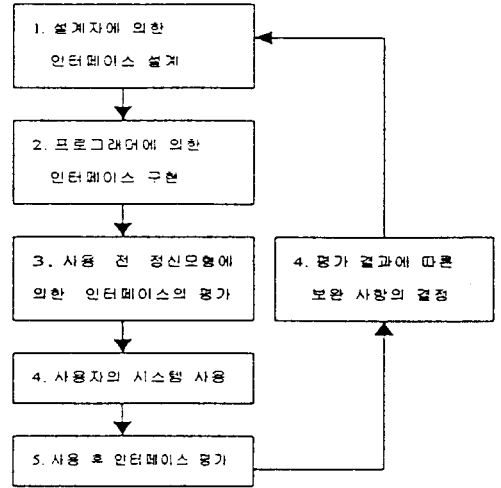 1. 설계자에 의한
인터페이스 설계
2. 프로그래머에 의한
인터페이스 구현
3. 사용 전 정신모형에
의한 인터페이스의 평가
4. 사용자의 시스템 사용
5. 사용 후 인터페이스 평가
4. 평가 결과에 따른
보완 사항의 결정